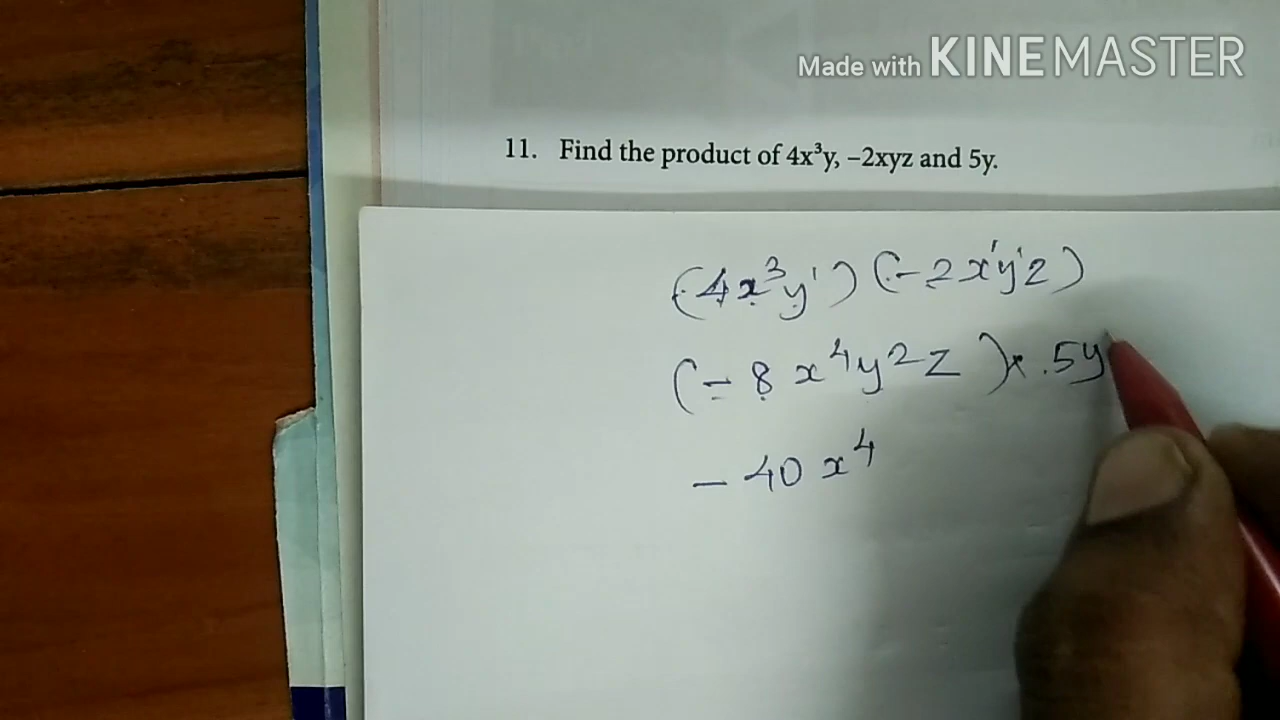 Made with KINEMASTER
11. Find the product of 4x³y, –2xyz and 5y.
(4x³y¹) (-2x¹y¹z)
(-8x⁴y²z)×.5y
-40x⁴